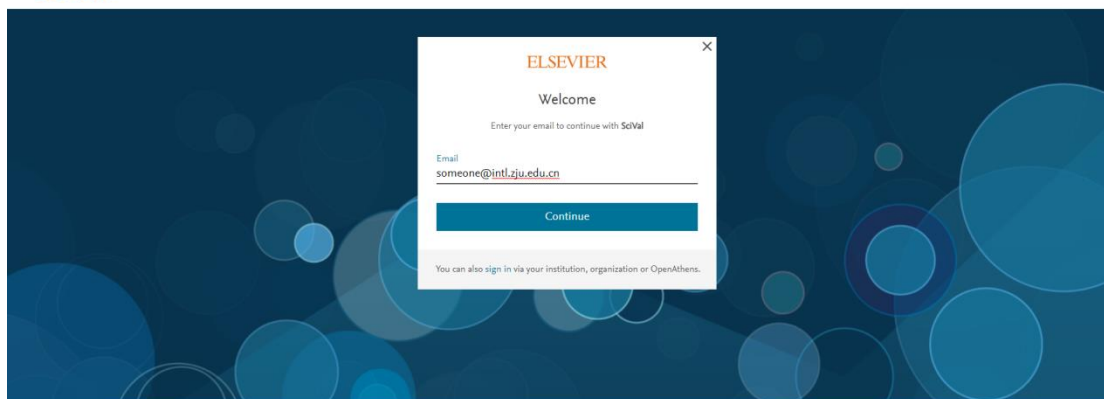 ELSEVIER
Welcome
Enter your email to continue with SciVal
Email
someone@intl.zju.edu.cn
Continue
You can also sign in via your institution, organization or OpenAthens.